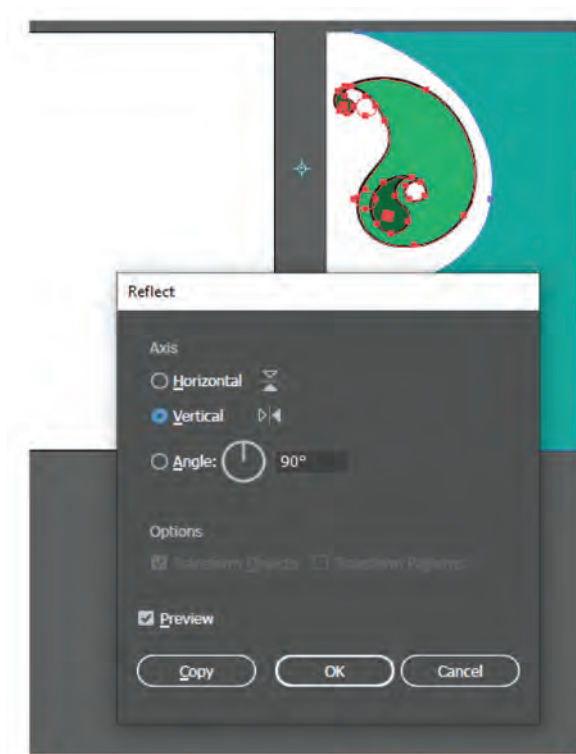 Reflect
Axis
Horizontal
Vertical
Angle: 90°
Options
Transform Objects Transform Patterns
Preview
Copy OK Cancel